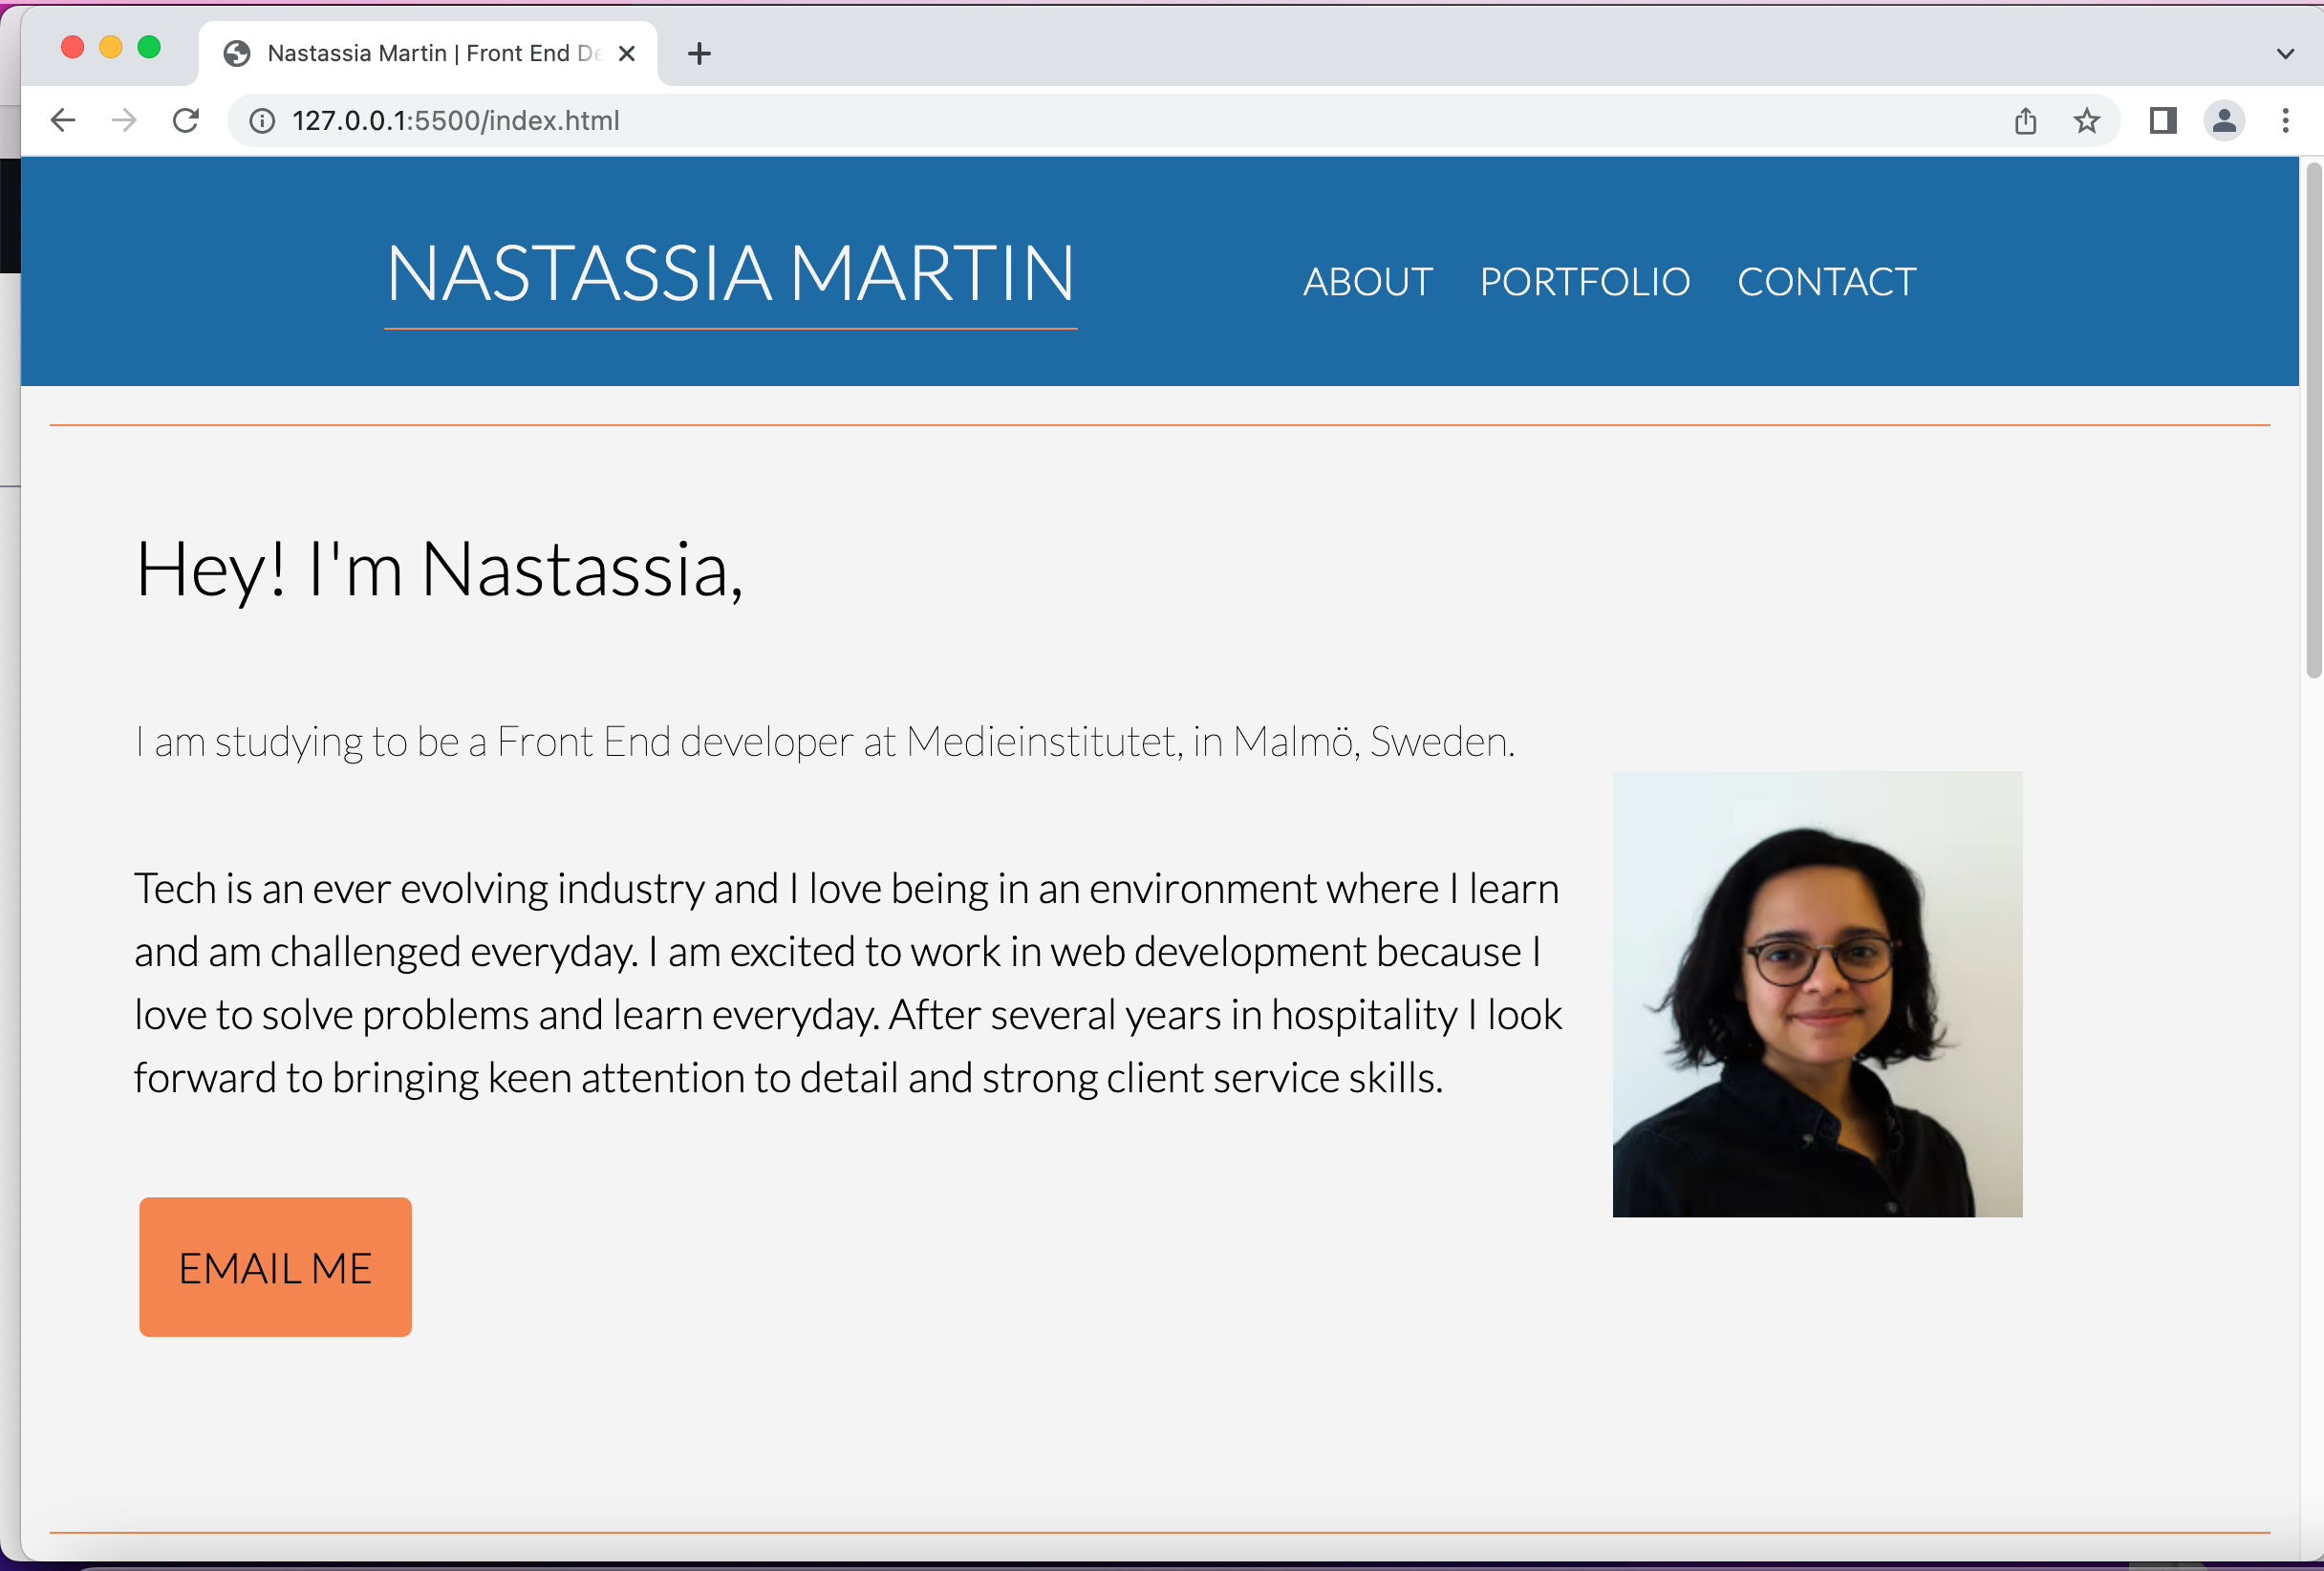 Nastassia Martin | Front End De
127.0.0.1:5500/index.html
NASTASSIA MARTIN
ABOUT PORTFOLIO CONTACT
Hey! I'm Nastassia,
I am studying to be a Front End developer at Medieinstitutet, in Malmö, Sweden.
Tech is an ever evolving industry and I love being in an environment where I learn
and am challenged everyday. I am excited to work in web development because I
love to solve problems and learn everyday. After several years in hospitality I look
forward to bringing keen attention to detail and strong client service skills.
EMAIL ME